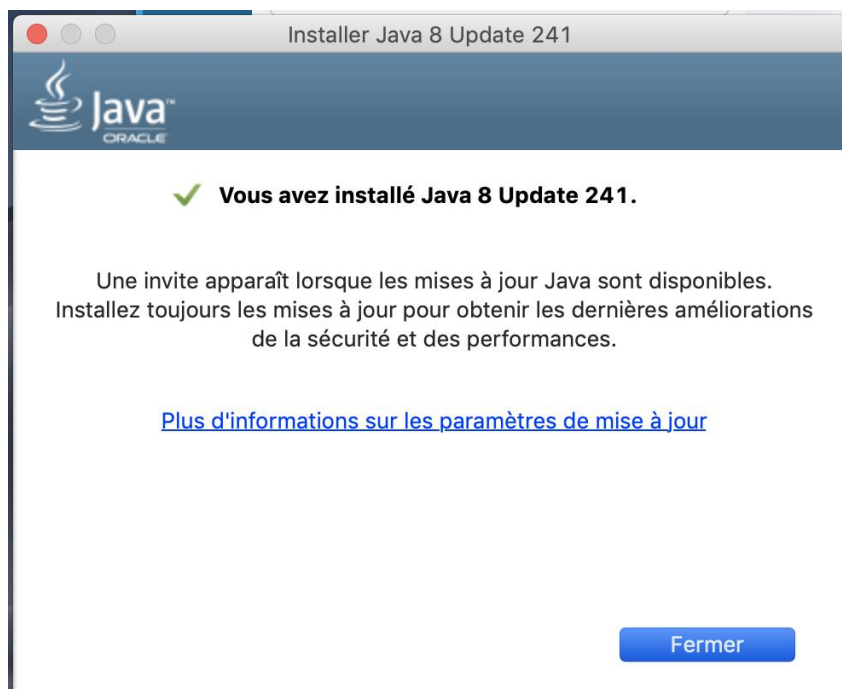 Installer Java 8 Update 241
Java™
ORACLE
Vous avez installé Java 8 Update 241.
Une invite apparaît lorsque les mises à jour Java sont disponibles.
Installez toujours les mises à jour pour obtenir les dernières améliorations
de la sécurité et des performances.
Plus d'informations sur les paramètres de mise à jour
Fermer